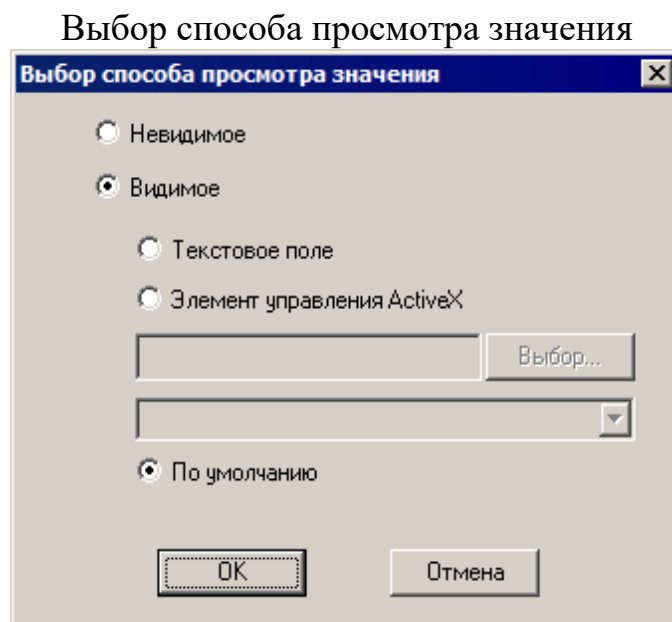 Выбор способа просмотра значения
Выбор способа просмотра значения
Невидимое
Видимое
Текстовое поле
Элемент управления ActiveX
Выбор...
По умолчанию
OK Отмена